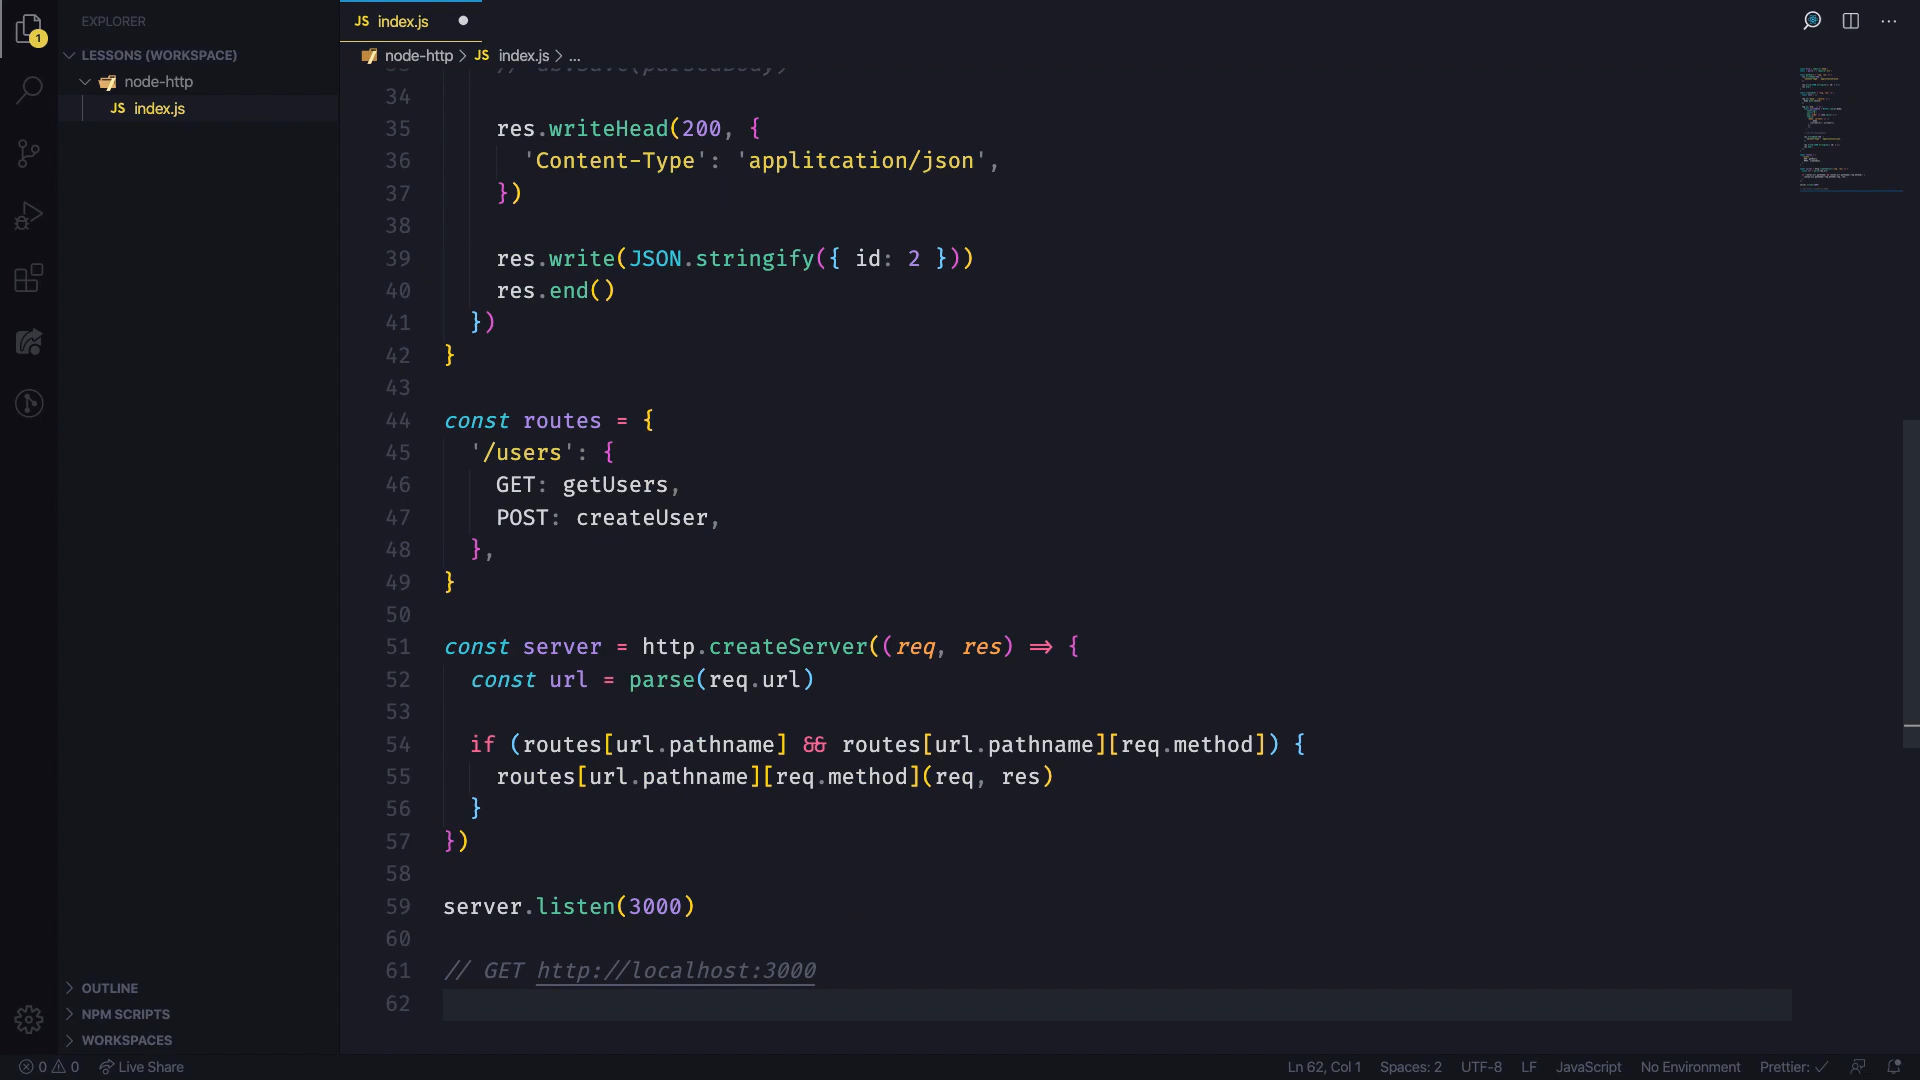 EXPLORER
JS index.js
1
LESSONS (WORKSPACE)
node-http > JS index.js > ...
node-http
JS index.js
34
35 res.writeHead(200, {
36 'Content-Type': 'applitcation/json',
37 })
38
39 res.write(JSON.stringify({ id: 2 }))
40 res.end()
41 })
42 }
43
44 const routes = {
45 '/users': {
46 GET: getUsers,
47 POST: createUser,
48 },
49 }
50
51 const server = http.createServer((req, res) => {
52 const url = parse(req.url)
53
54 if (routes[url.pathname] && routes[url.pathname][req.method]) {
55 routes[url.pathname][req.method](req, res)
56 }
57 })
58
59 server.listen(3000)
60
61 // GET http://localhost:3000
62
OUTLINE
NPM SCRIPTS
WORKSPACES
0 0 Live Share Ln 62, Col 1 Spaces: 2 UTF-8 LF JavaScript No Environment Prettier: ✓